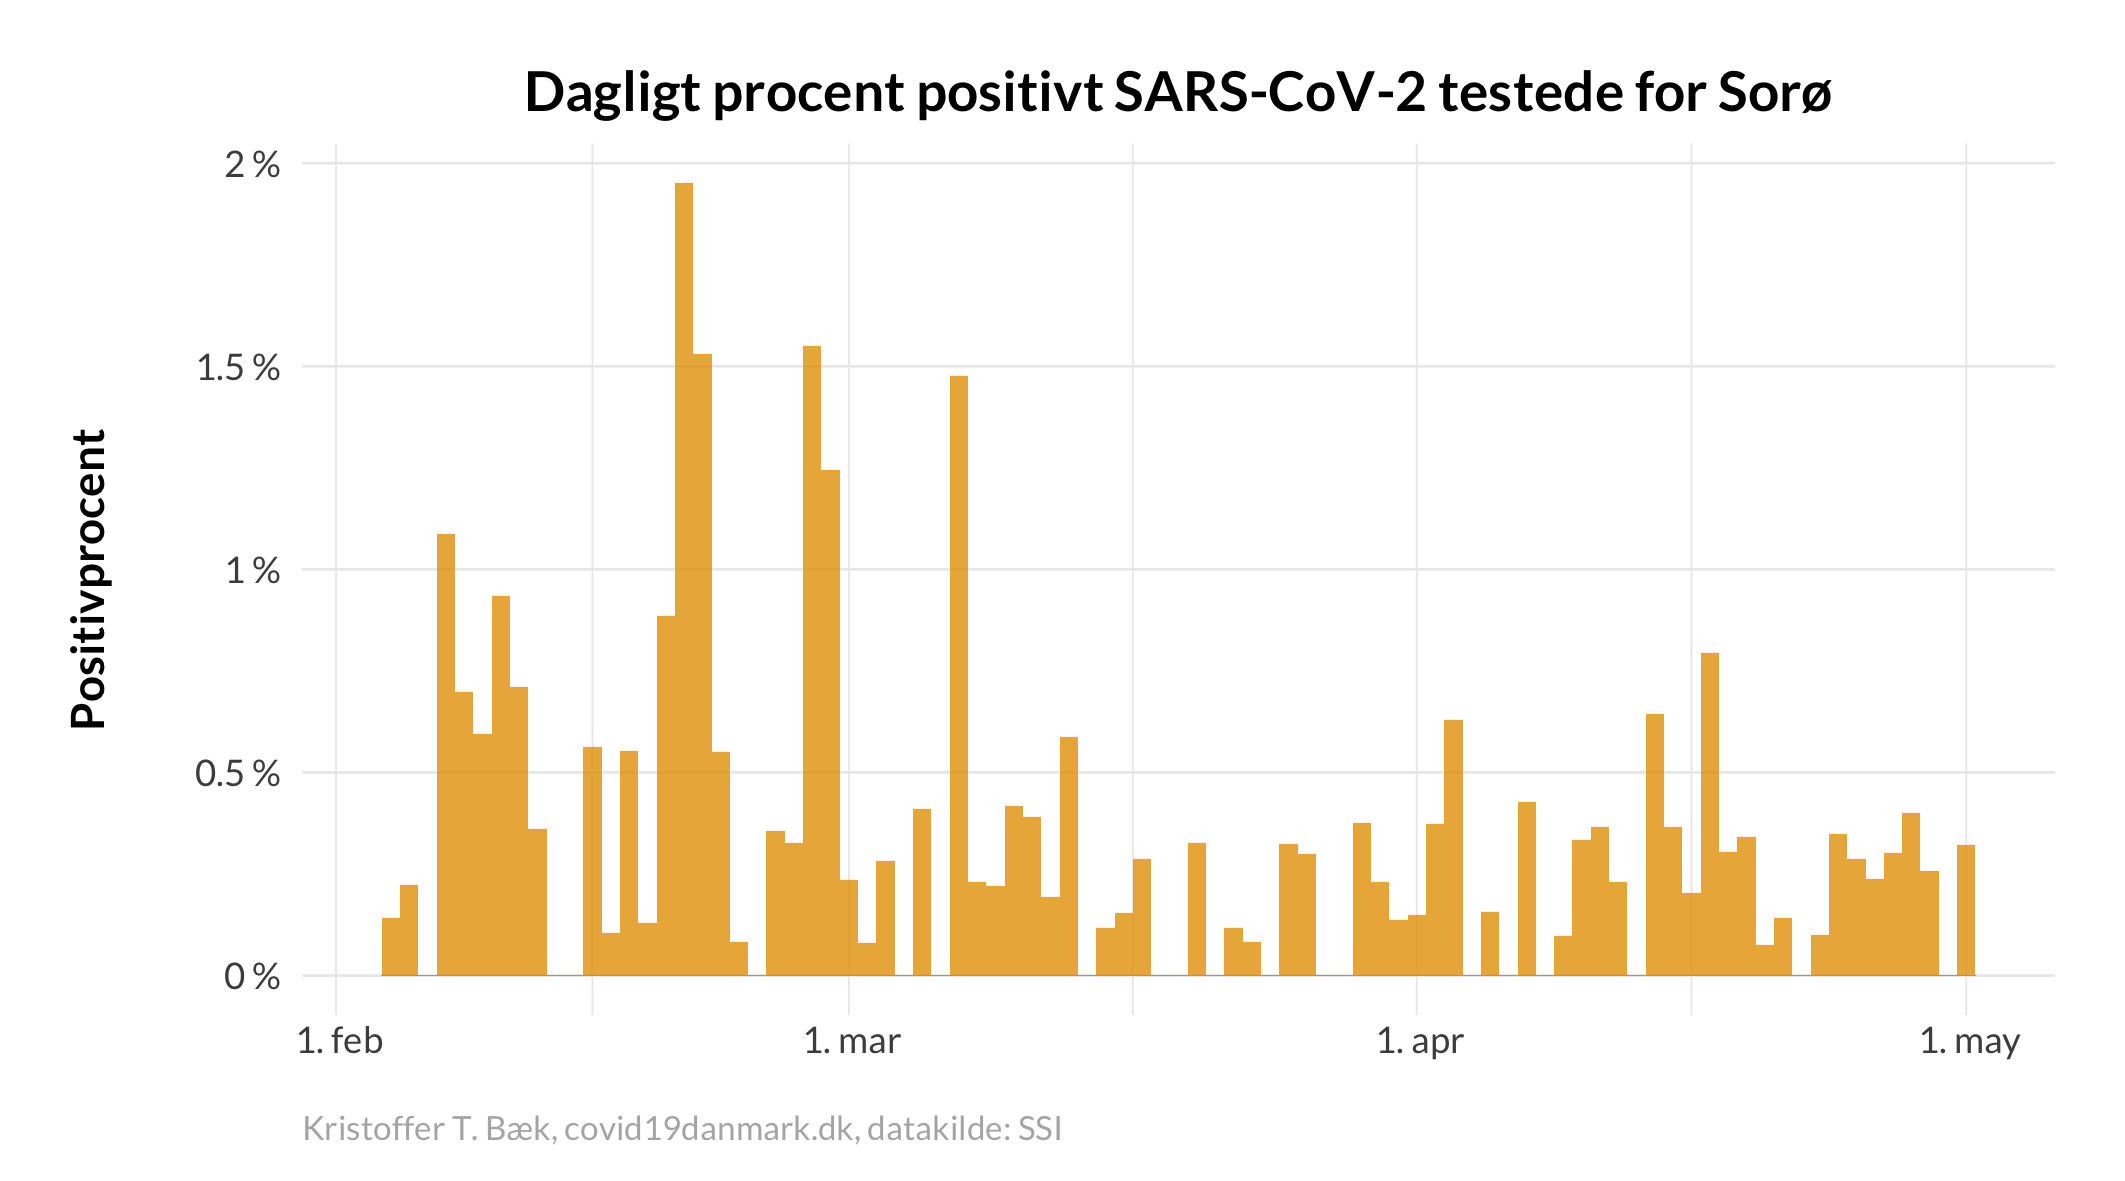 Dagligt procent positivt SARS-CoV-2 testede for Sorø
Positivprocent
2 %
1.5 %
1 %
0.5 %
0 %
1. feb
1. mar
1. apr
1. may
Kristoffer T. Bæk, covid19danmark.dk, datakilde: SSI